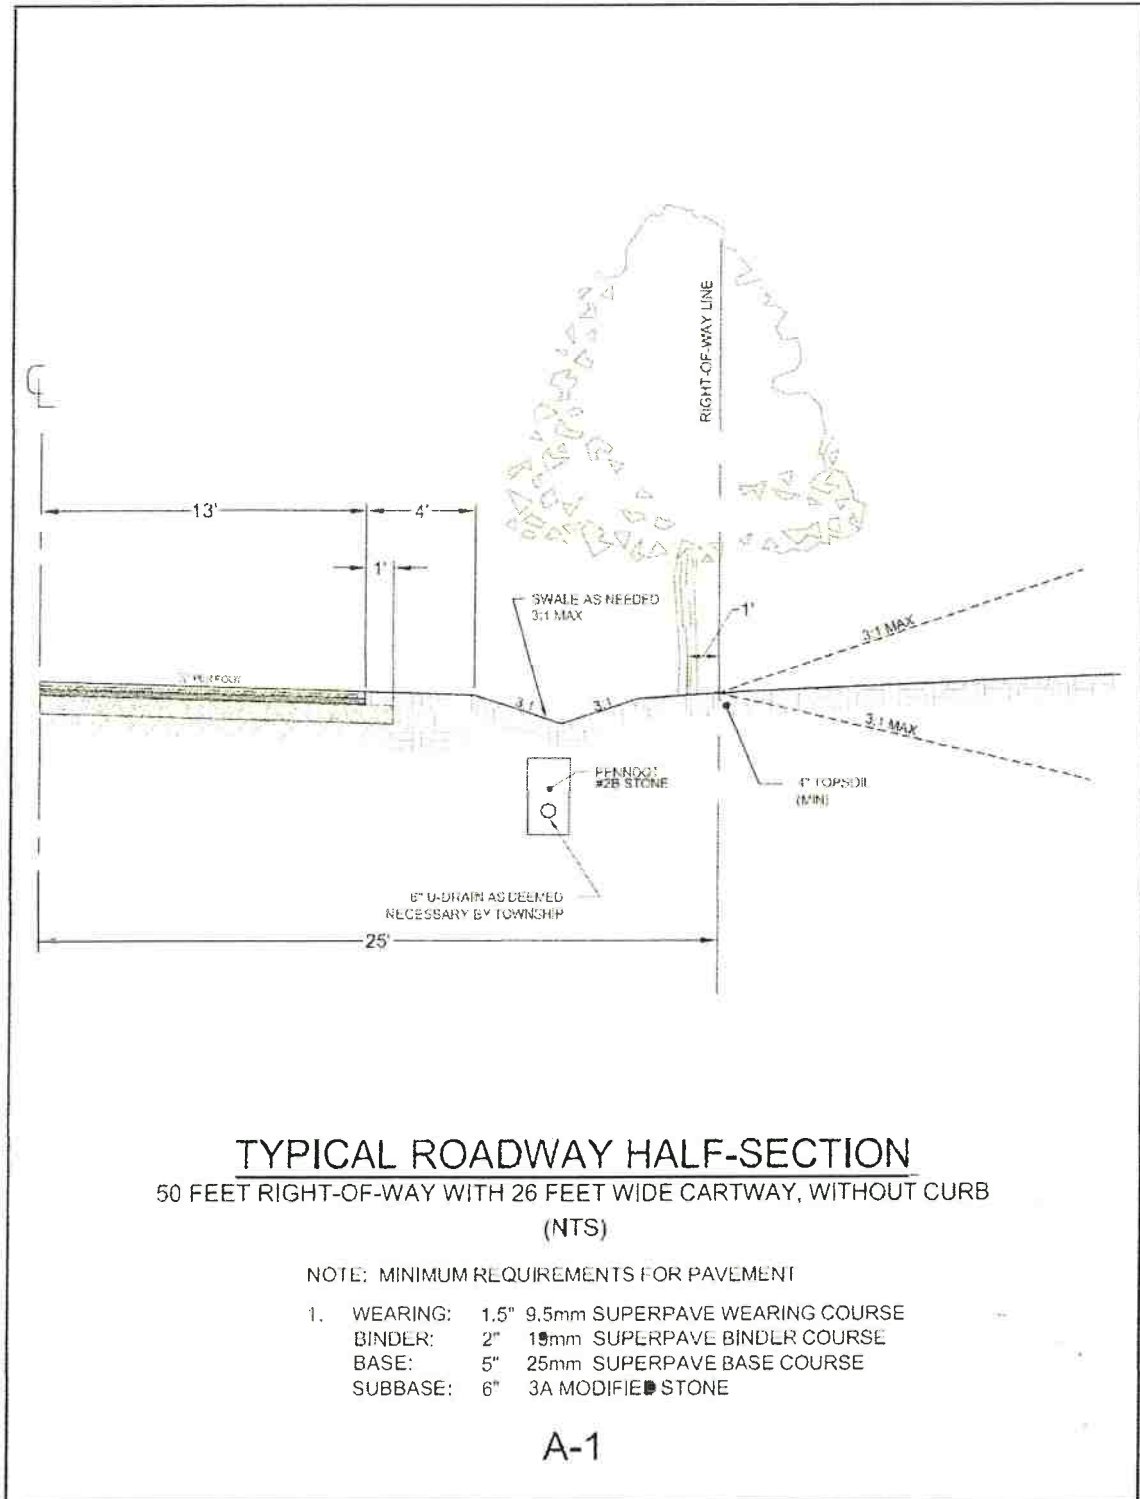 RIGHT-OF-WAY LINE
℄
13'
4'
1'
SWALE AS NEEDED
3:1 MAX
1'
3:1 MAX
3:1
3:1
3:1 MAX
PENNDOT
#2B STONE
4" TOPSOIL
(MIN)
6" U-DRAIN AS DEEMED
NECESSARY BY TOWNSHIP
25'
TYPICAL ROADWAY HALF-SECTION
50 FEET RIGHT-OF-WAY WITH 26 FEET WIDE CARTWAY, WITHOUT CURB
(NTS)
NOTE: MINIMUM REQUIREMENTS FOR PAVEMENT
1. WEARING: 1.5" 9.5mm SUPERPAVE WEARING COURSE
BINDER: 2" 19mm SUPERPAVE BINDER COURSE
BASE: 5" 25mm SUPERPAVE BASE COURSE
SUBBASE: 6" 3A MODIFIED STONE
A-1